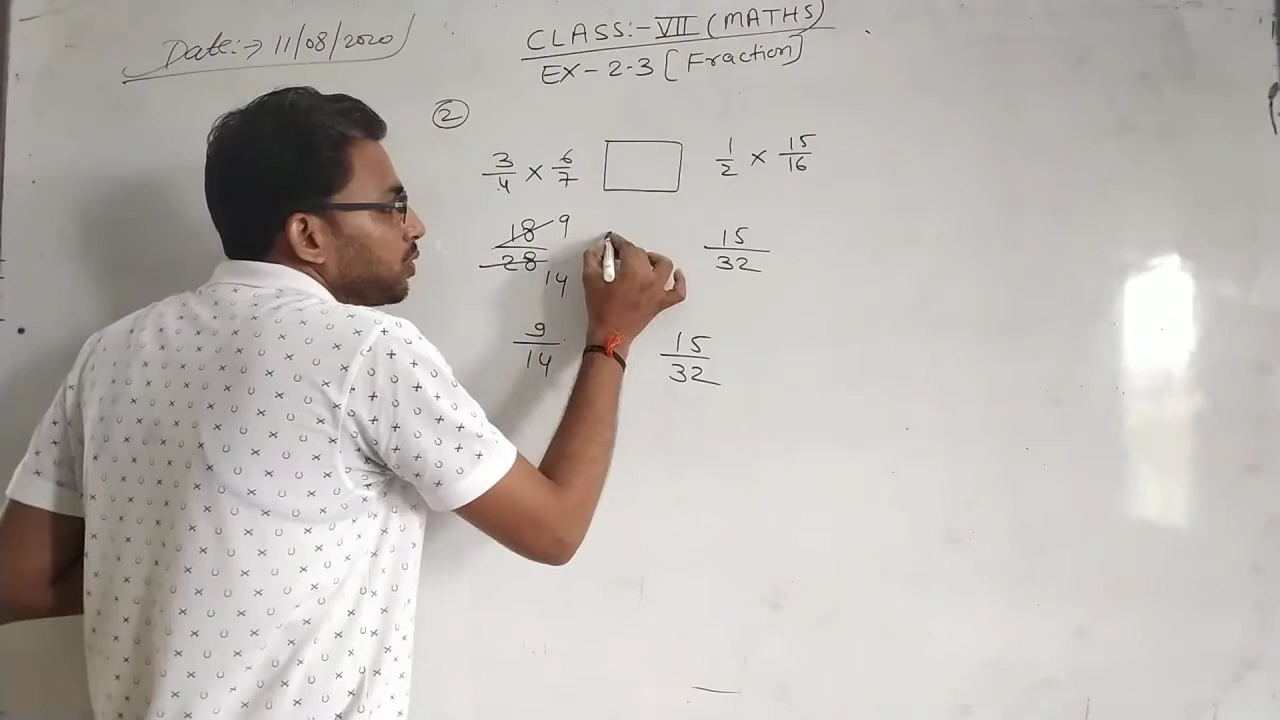 Date:→ 11/08/2020
CLASS:- VII (MATHS)
EX - 2.3 [Fraction]
②
3/4 × 6/7 □ 1/2 × 15/16
18/28 9/14 15/32
9/14 15/32